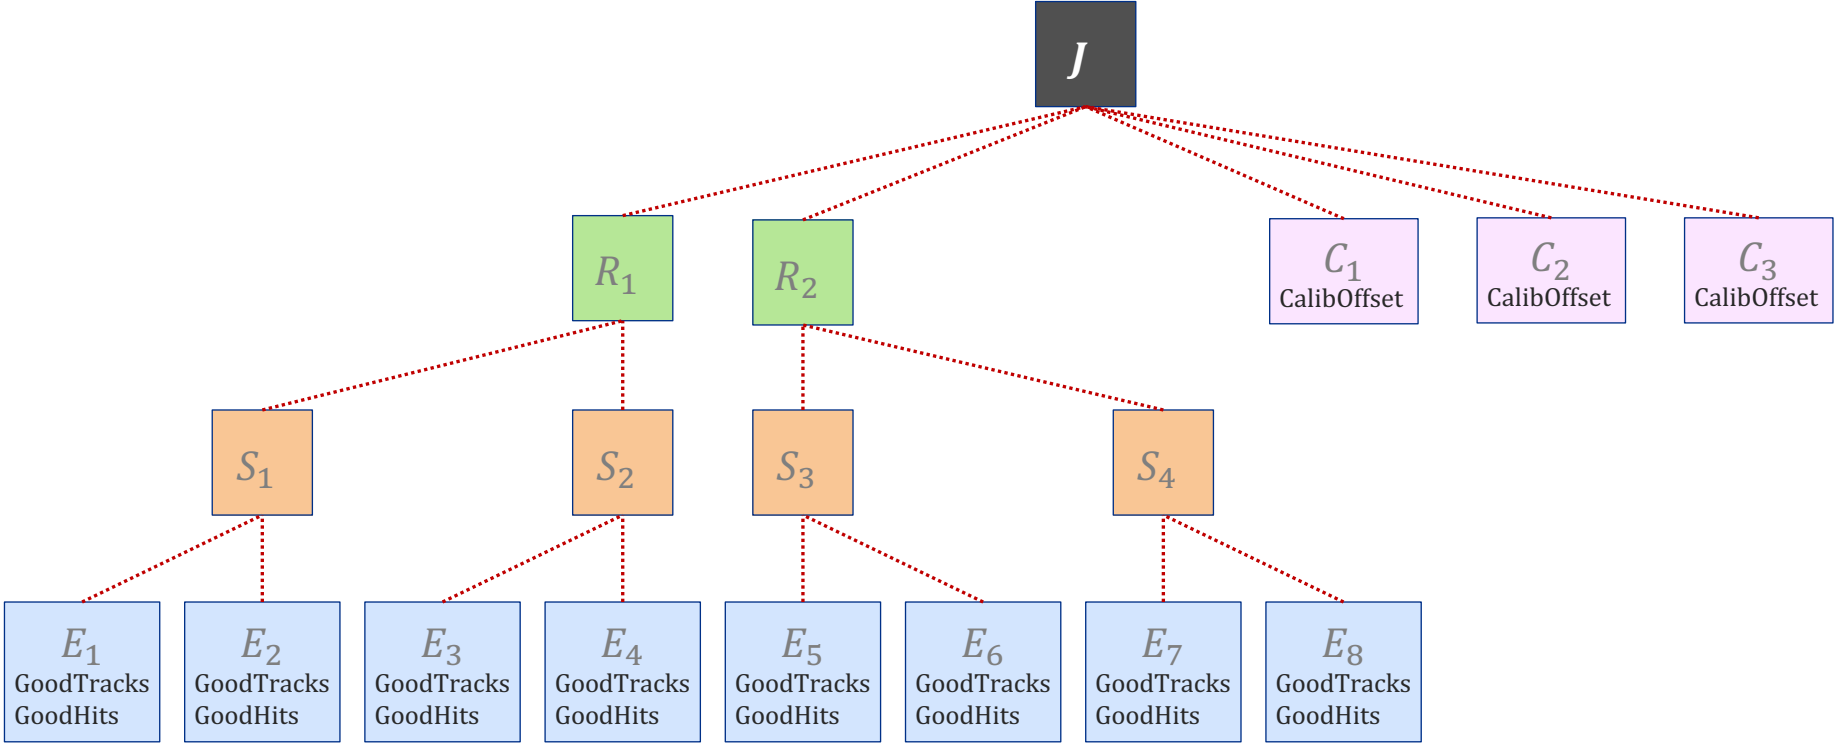 J
R₁
R₂
C₁
CalibOffset
C₂
CalibOffset
C₃
CalibOffset
S₁
S₂
S₃
S₄
E₁
GoodTracks
GoodHits
E₂
GoodTracks
GoodHits
E₃
GoodTracks
GoodHits
E₄
GoodTracks
GoodHits
E₅
GoodTracks
GoodHits
E₆
GoodTracks
GoodHits
E₇
GoodTracks
GoodHits
E₈
GoodTracks
GoodHits